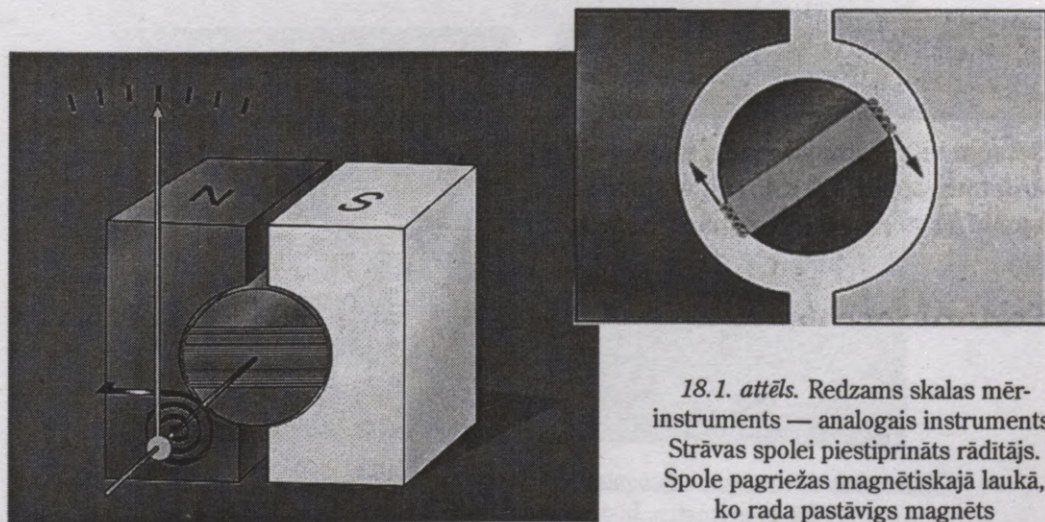 N
S
18.1. attēls. Redzams skalas mēr-
instruments — analogais instruments
Strāvas spolei piestiprināts rādītājs.
Spole pagriežas magnētiskajā laukā,
ko rada pastāvīgs magnēts